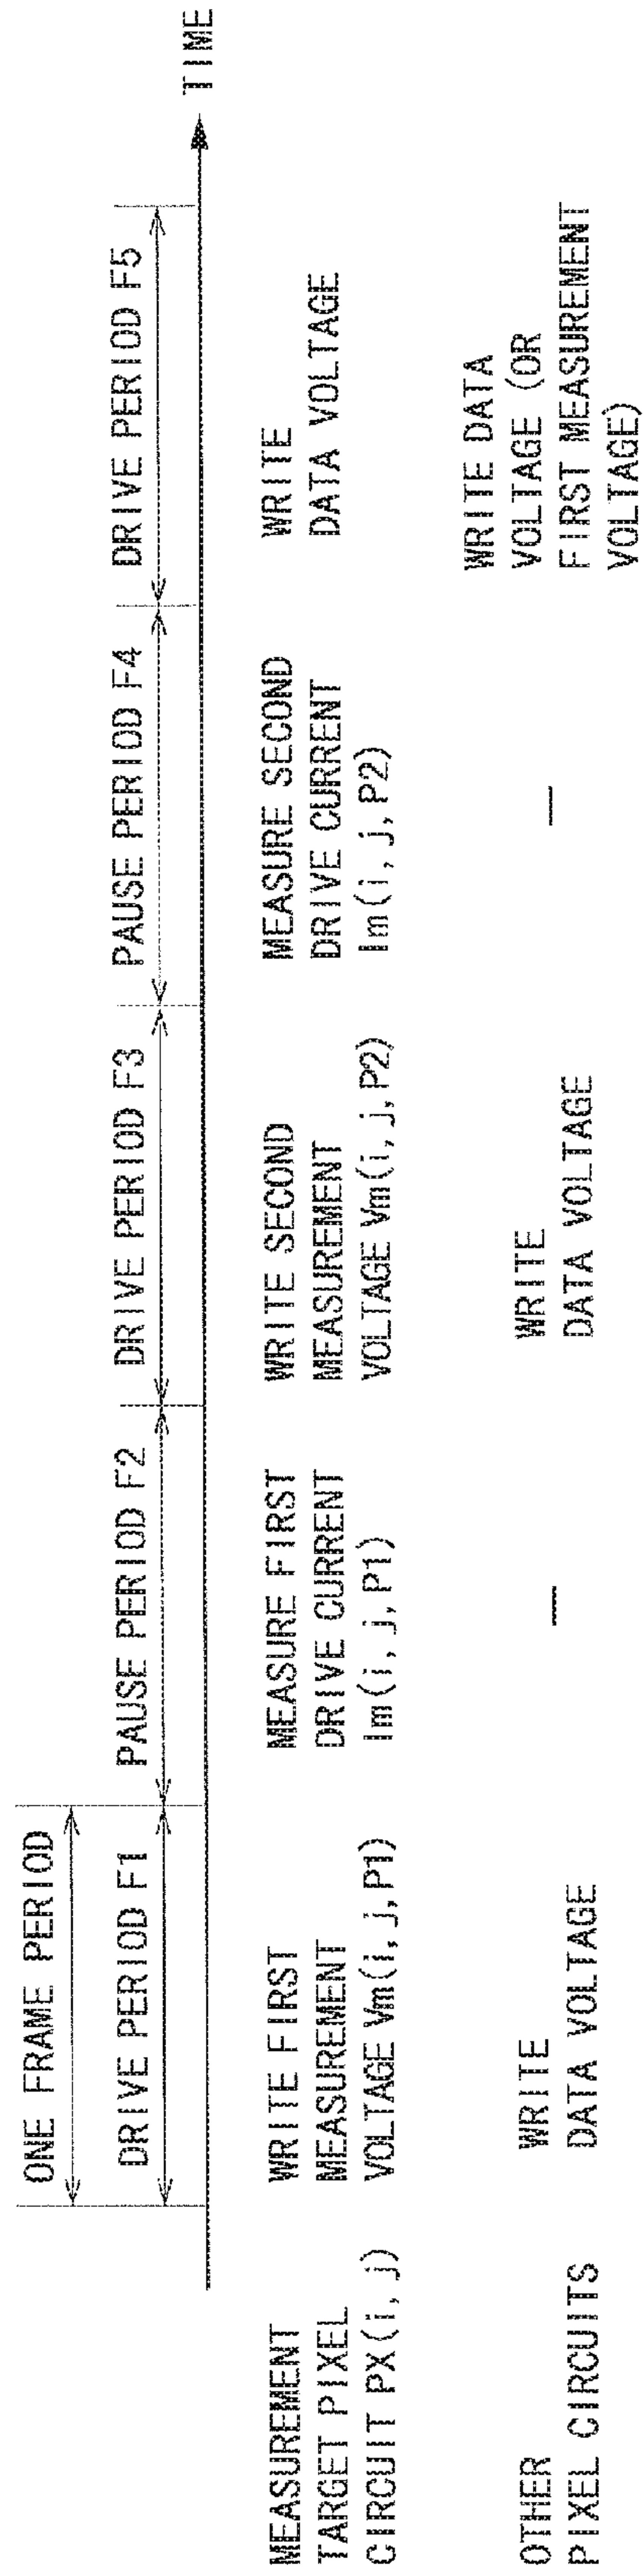 ONE FRAME PERIOD
DRIVE PERIOD F1
PAUSE PERIOD F2
DRIVE PERIOD F3
PAUSE PERIOD F4
DRIVE PERIOD F5
TIME
MEASUREMENT
TARGET PIXEL
CIRCUIT PX(i, j)
WRITE FIRST
MEASUREMENT
VOLTAGE Vm(i, j, P1)
MEASURE FIRST
DRIVE CURRENT
Im(i, j, P1)
WRITE SECOND
MEASUREMENT
VOLTAGE Vm(i, j, P2)
MEASURE SECOND
DRIVE CURRENT
Im(i, j, P2)
WRITE
DATA VOLTAGE
OTHER
PIXEL CIRCUITS
WRITE
DATA VOLTAGE
—
WRITE
DATA VOLTAGE
—
WRITE DATA
VOLTAGE (OR
FIRST MEASUREMENT
VOLTAGE)